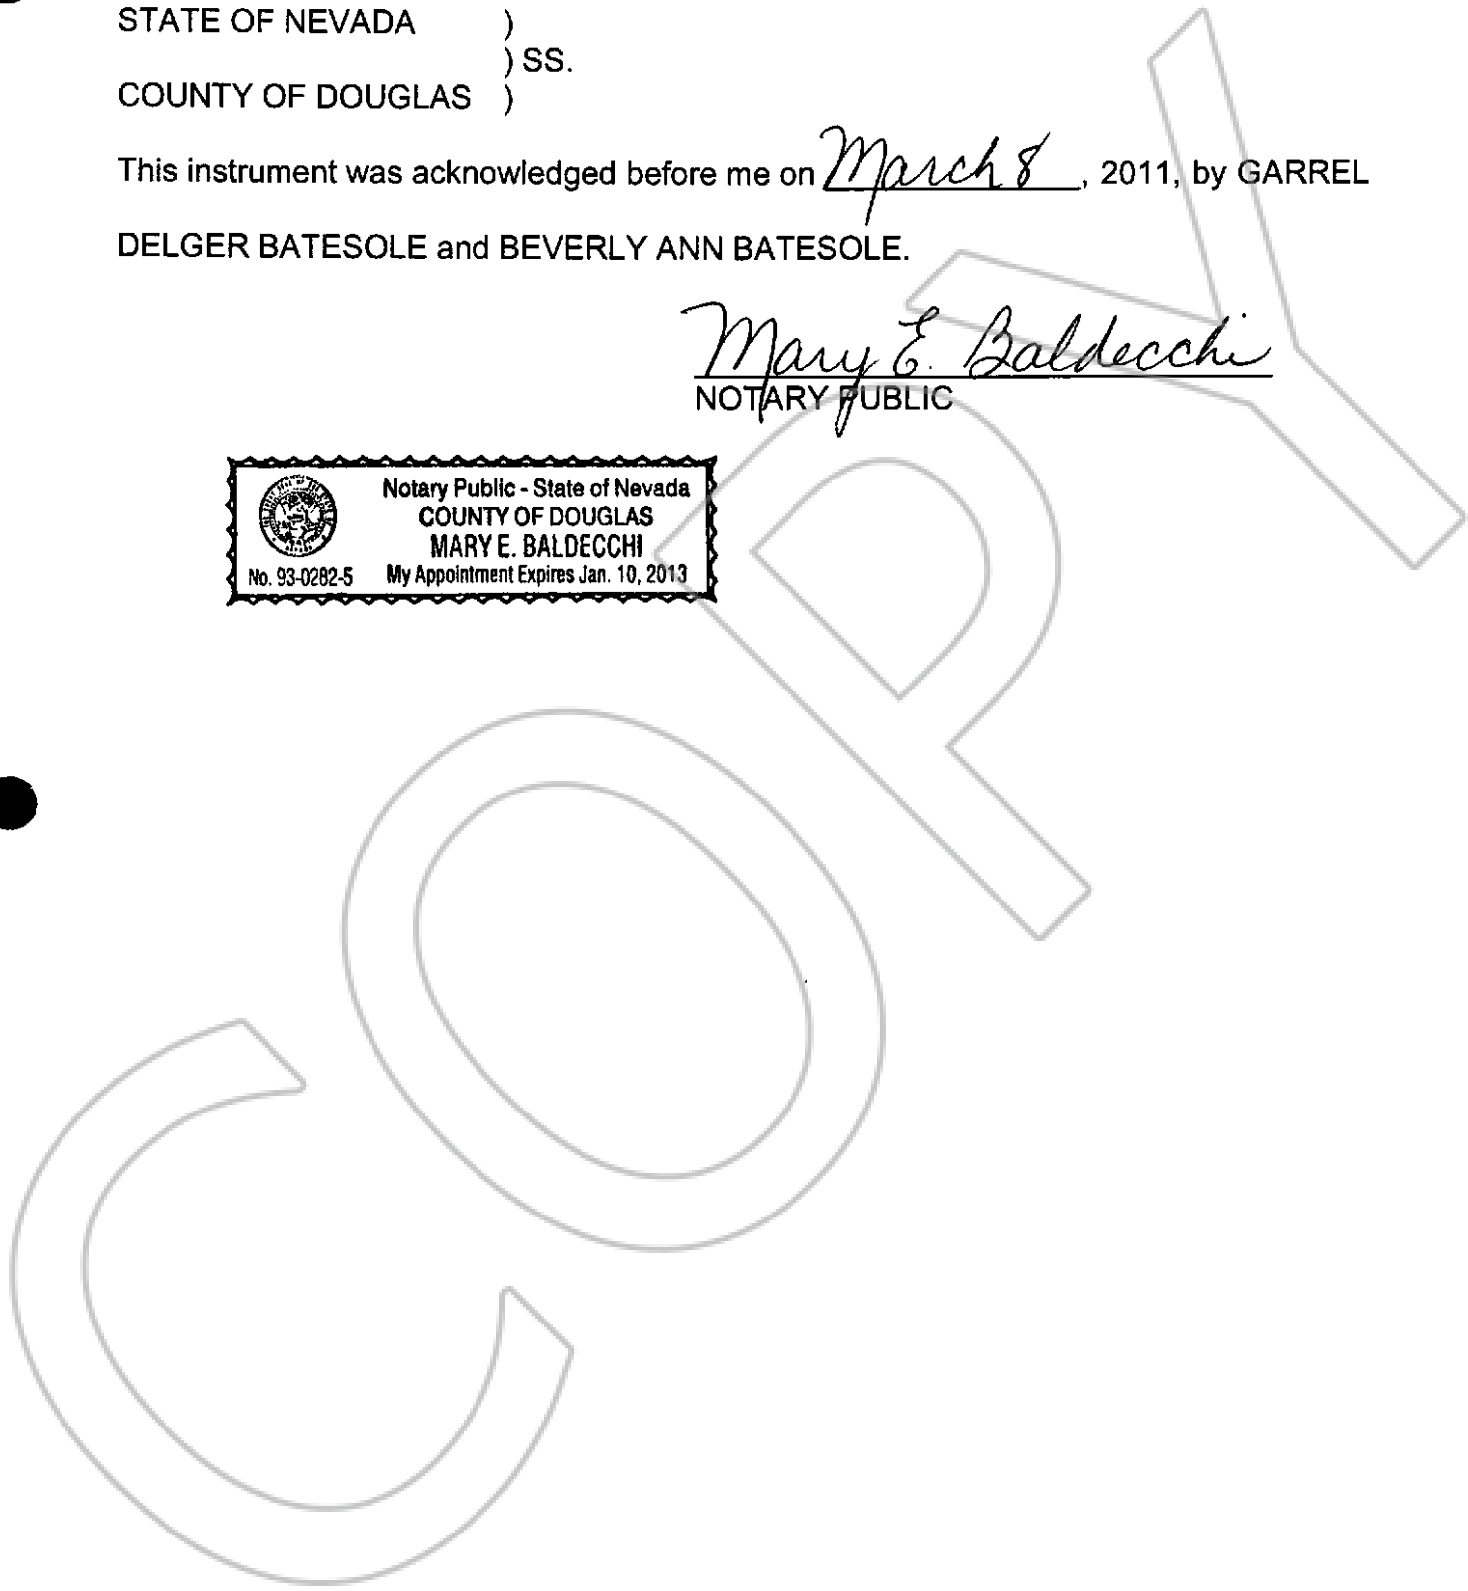 STATE OF NEVADA )
) SS.
COUNTY OF DOUGLAS )
This instrument was acknowledged before me on March 8, 2011, by GARREL
DELGER BATESOLE and BEVERLY ANN BATESOLE.
Mary E. Baldecchi
NOTARY PUBLIC
Notary Public - State of Nevada
COUNTY OF DOUGLAS
MARY E. BALDECCHI
No. 93-0282-5 My Appointment Expires Jan. 10, 2013
COPY